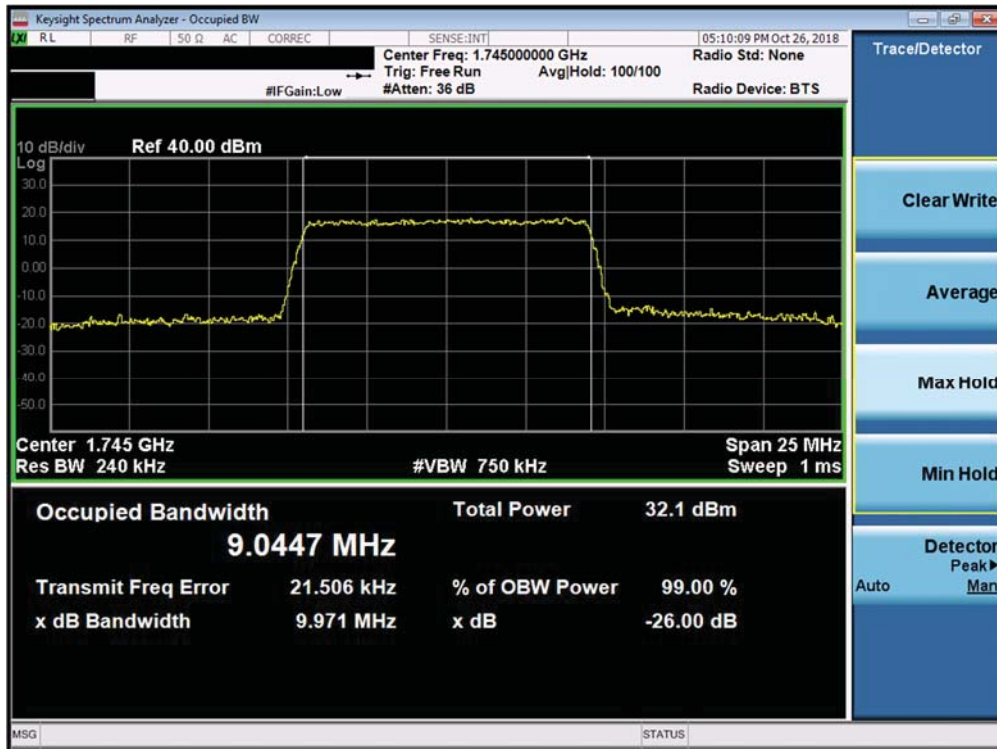 Keysight Spectrum Analyzer - Occupied BW
LXI RL RF 50 Ω AC CORREC SENSE:INT 05:10:09 PM Oct 26, 2018
Center Freq: 1.745000000 GHz Radio Std: None
Trig: Free Run Avg|Hold: 100/100
#IFGain:Low #Atten: 36 dB Radio Device: BTS
10 dB/div Ref 40.00 dBm
Log
30.0
20.0
10.0
0.00
-10.0
-20.0
-30.0
-40.0
-50.0
Center 1.745 GHz Span 25 MHz
Res BW 240 kHz #VBW 750 kHz Sweep 1 ms
Occupied Bandwidth Total Power 32.1 dBm
9.0447 MHz
Transmit Freq Error 21.506 kHz % of OBW Power 99.00 %
x dB Bandwidth 9.971 MHz x dB -26.00 dB
MSG STATUS
Trace/Detector
Clear Write
Average
Max Hold
Min Hold
Detector
Peak▶
Auto Man